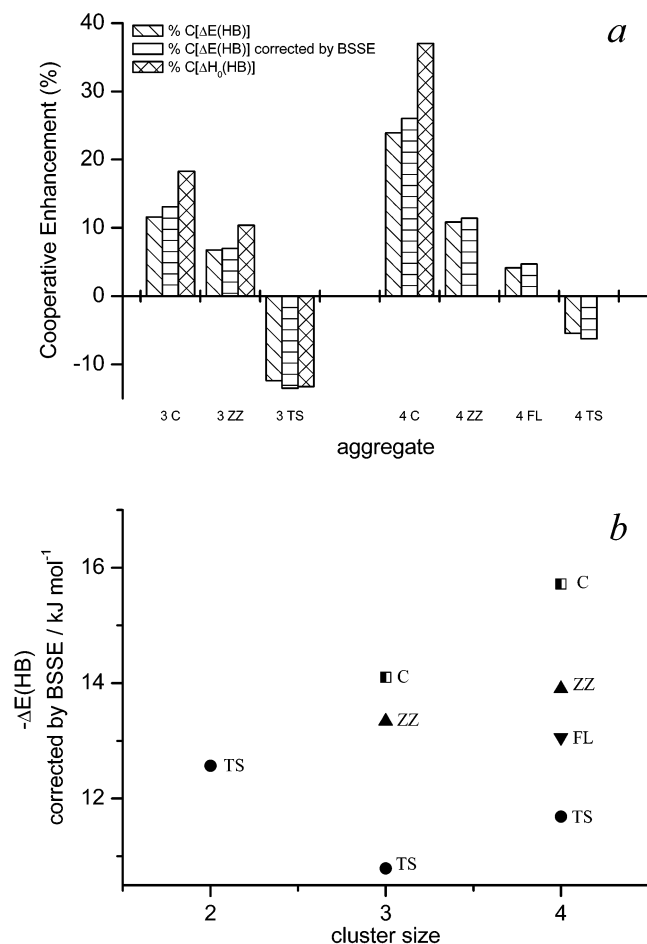 a
% C[ΔE(HB)]
% C[ΔE(HB)] corrected by BSSE
% C[ΔH₀(HB)]
Cooperative Enhancement (%)
40
30
20
10
0
-10
3 C 3 ZZ 3 TS 4 C 4 ZZ 4 FL 4 TS
aggregate
b
-ΔE(HB)
corrected by BSSE / kJ mol⁻¹
16
14
12
C
C
ZZ
ZZ
FL
TS
TS
TS
2 3 4
cluster size